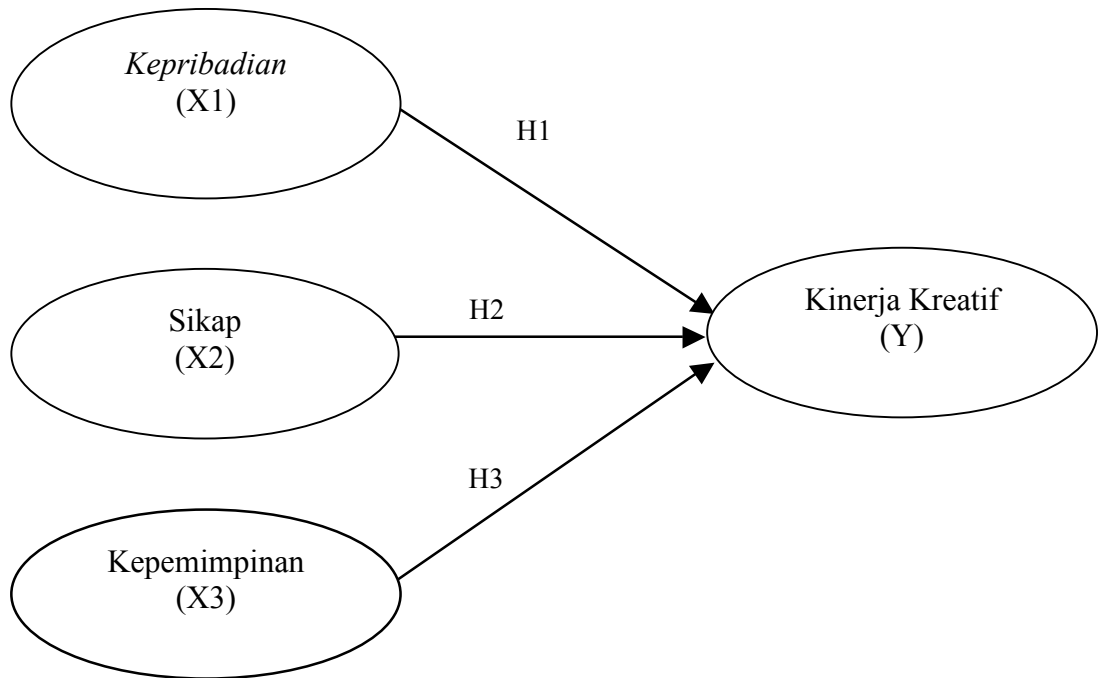 Kepribadian
(X1)
H1
Sikap
(X2)
H2
Kinerja Kreatif
(Y)
H3
Kepemimpinan
(X3)